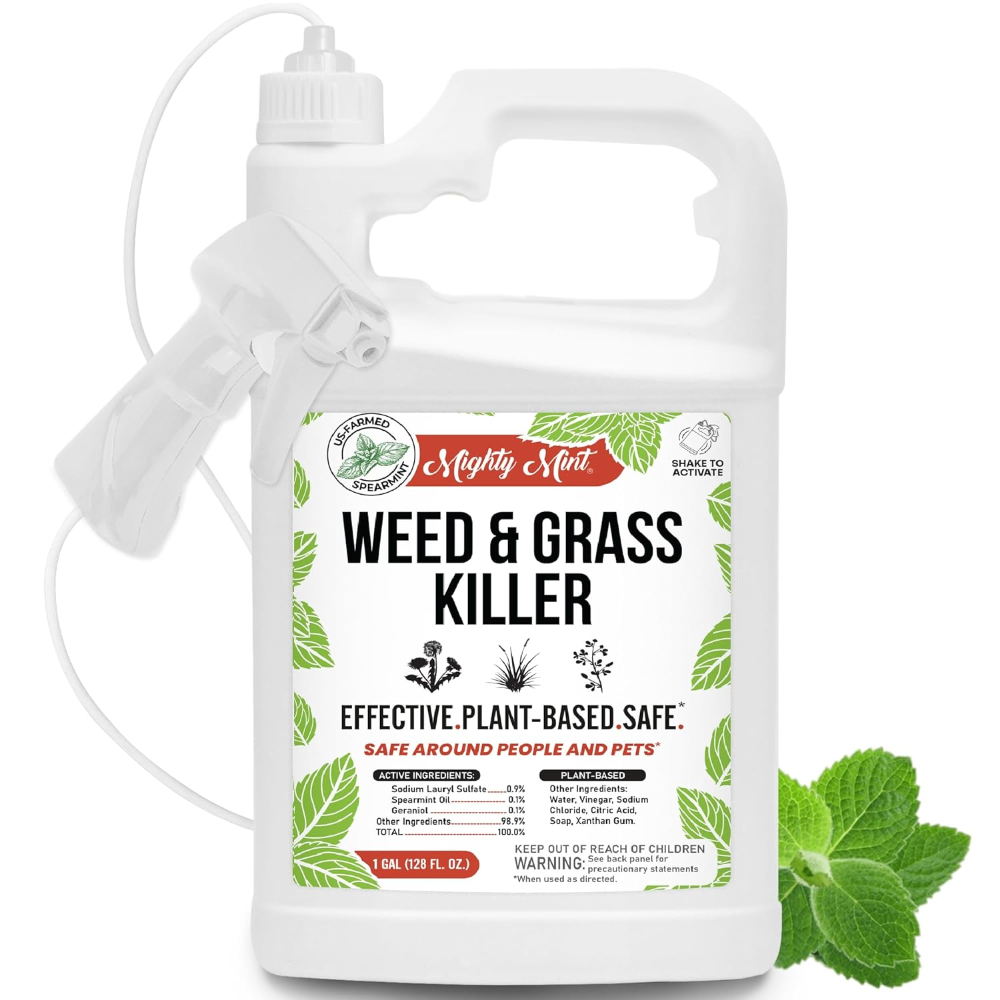 US-FARMED
SPEARMINT
Mighty Mint®
SHAKE TO
ACTIVATE
WEED & GRASS
KILLER
EFFECTIVE.PLANT-BASED.SAFE.*
SAFE AROUND PEOPLE AND PETS*
ACTIVE INGREDIENTS:
Sodium Lauryl Sulfate 0.9%
Spearmint Oil 0.1%
Geraniol 0.1%
Other Ingredients 98.9%
TOTAL 100.0%
PLANT-BASED
Other Ingredients:
Water, Vinegar, Sodium
Chloride, Citric Acid,
Soap, Xanthan Gum.
1 GAL (128 FL. OZ.)
KEEP OUT OF REACH OF CHILDREN
WARNING: See back panel for
precautionary statements
*When used as directed.